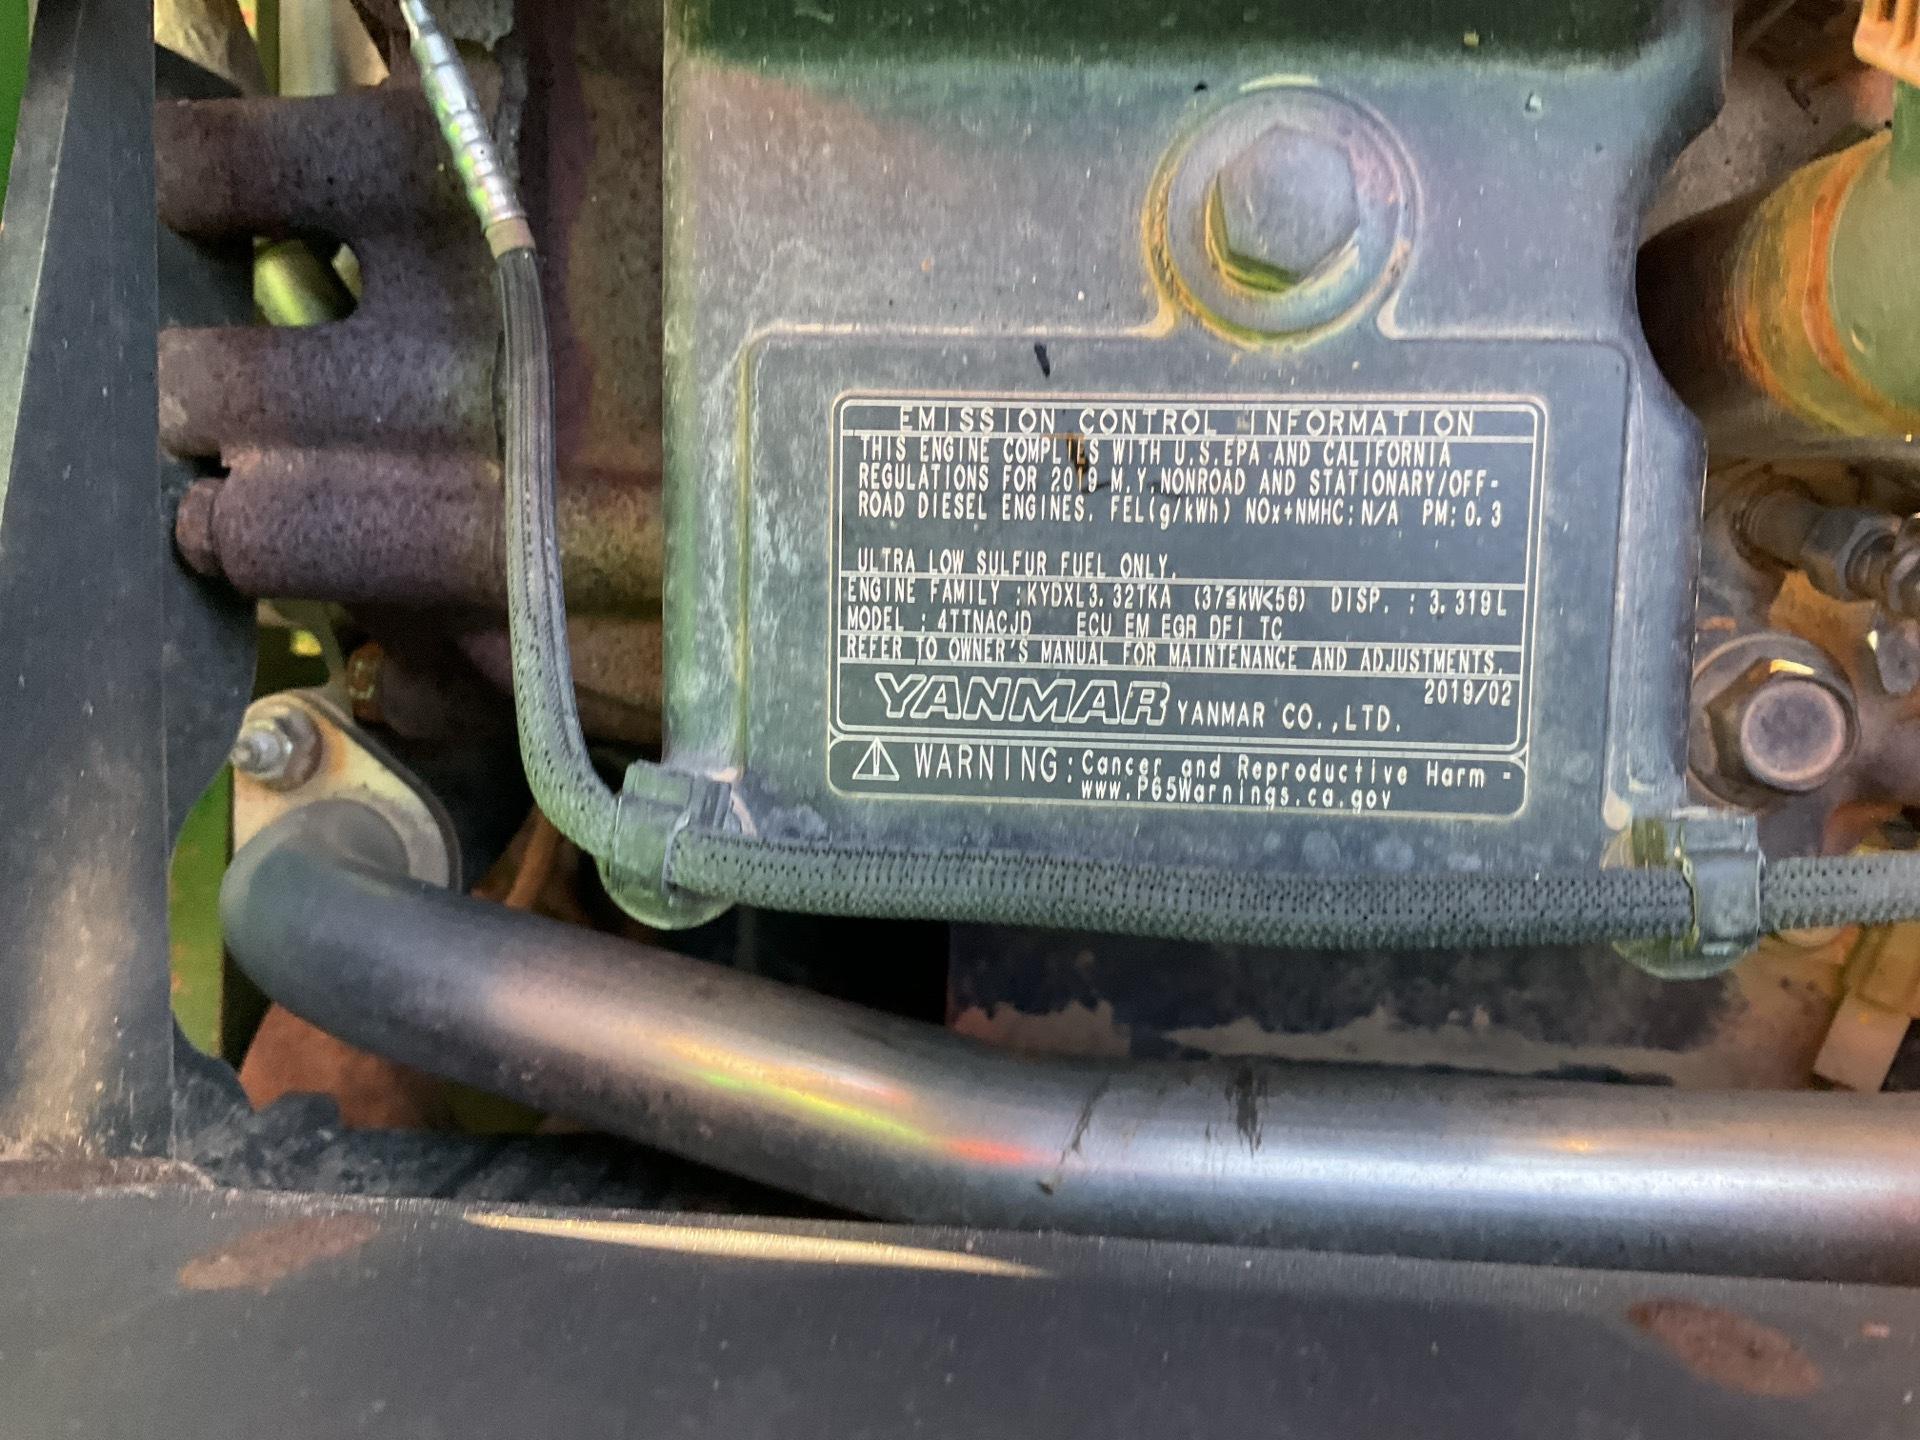 EMISSION CONTROL INFORMATION
THIS ENGINE COMPLIES WITH U.S.EPA AND CALIFORNIA
REGULATIONS FOR 2019 M.Y.NONROAD AND STATIONARY/OFF-
ROAD DIESEL ENGINES. FEL(g/kWh) NOx+NMHC:N/A PM:0.3
ULTRA LOW SULFUR FUEL ONLY.
ENGINE FAMILY :KYDXL3.32TKA (37≦kW<56) DISP. : 3.319L
MODEL : 4TTNACJD ECU EM EGR DFI TC
REFER TO OWNER'S MANUAL FOR MAINTENANCE AND ADJUSTMENTS.
2019/02
YANMAR YANMAR CO.,LTD.
WARNING: Cancer and Reproductive Harm -
www.P65Warnings.ca.gov